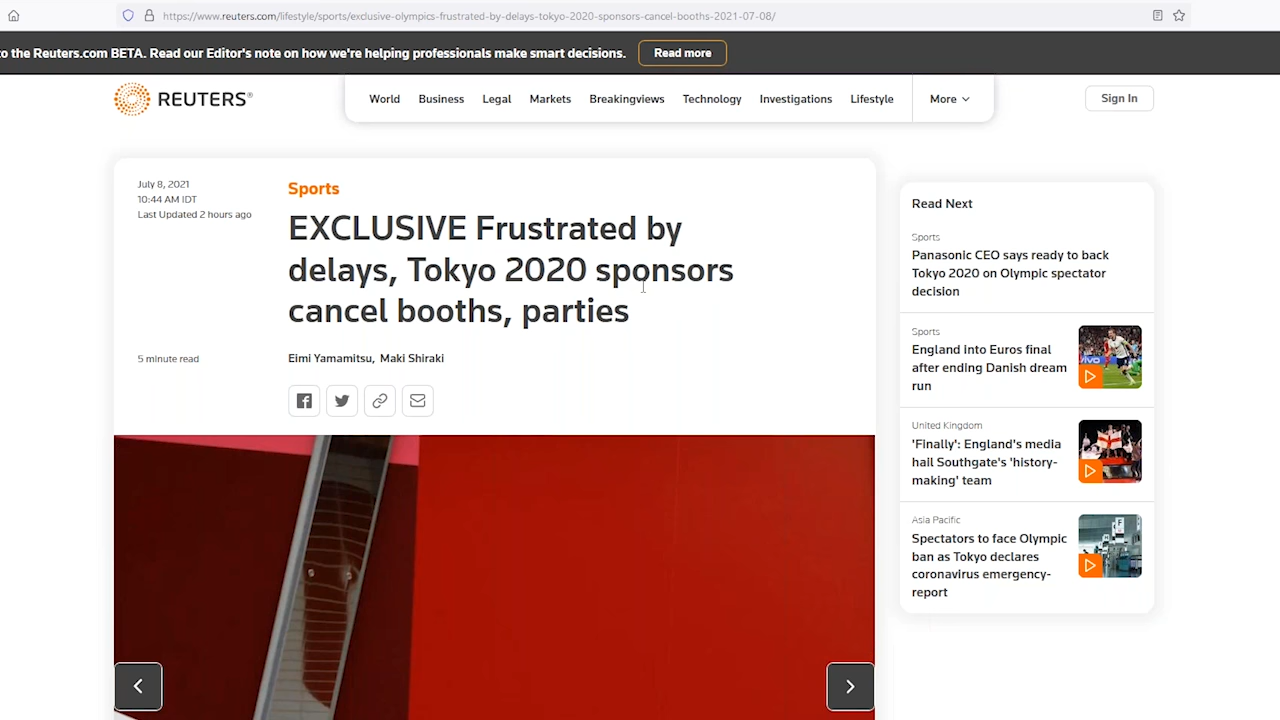 https://www.reuters.com/lifestyle/sports/exclusive-olympics-frustrated-by-delays-tokyo-2020-sponsors-cancel-booths-2021-07-08/
o the Reuters.com BETA. Read our Editor's note on how we're helping professionals make smart decisions. Read more
REUTERS®
World Business Legal Markets Breakingviews Technology Investigations Lifestyle More
Sign In
July 8, 2021
10:44 AM IDT
Last Updated 2 hours ago
Sports
EXCLUSIVE Frustrated by
delays, Tokyo 2020 sponsors
cancel booths, parties
5 minute read
Eimi Yamamitsu, Maki Shiraki
Read Next
Sports
Panasonic CEO says ready to back
Tokyo 2020 on Olympic spectator
decision
Sports
England into Euros final
after ending Danish dream
run
vivo
United Kingdom
'Finally': England's media
hail Southgate's 'history-
making' team
Asia Pacific
Spectators to face Olympic
ban as Tokyo declares
coronavirus emergency-
report